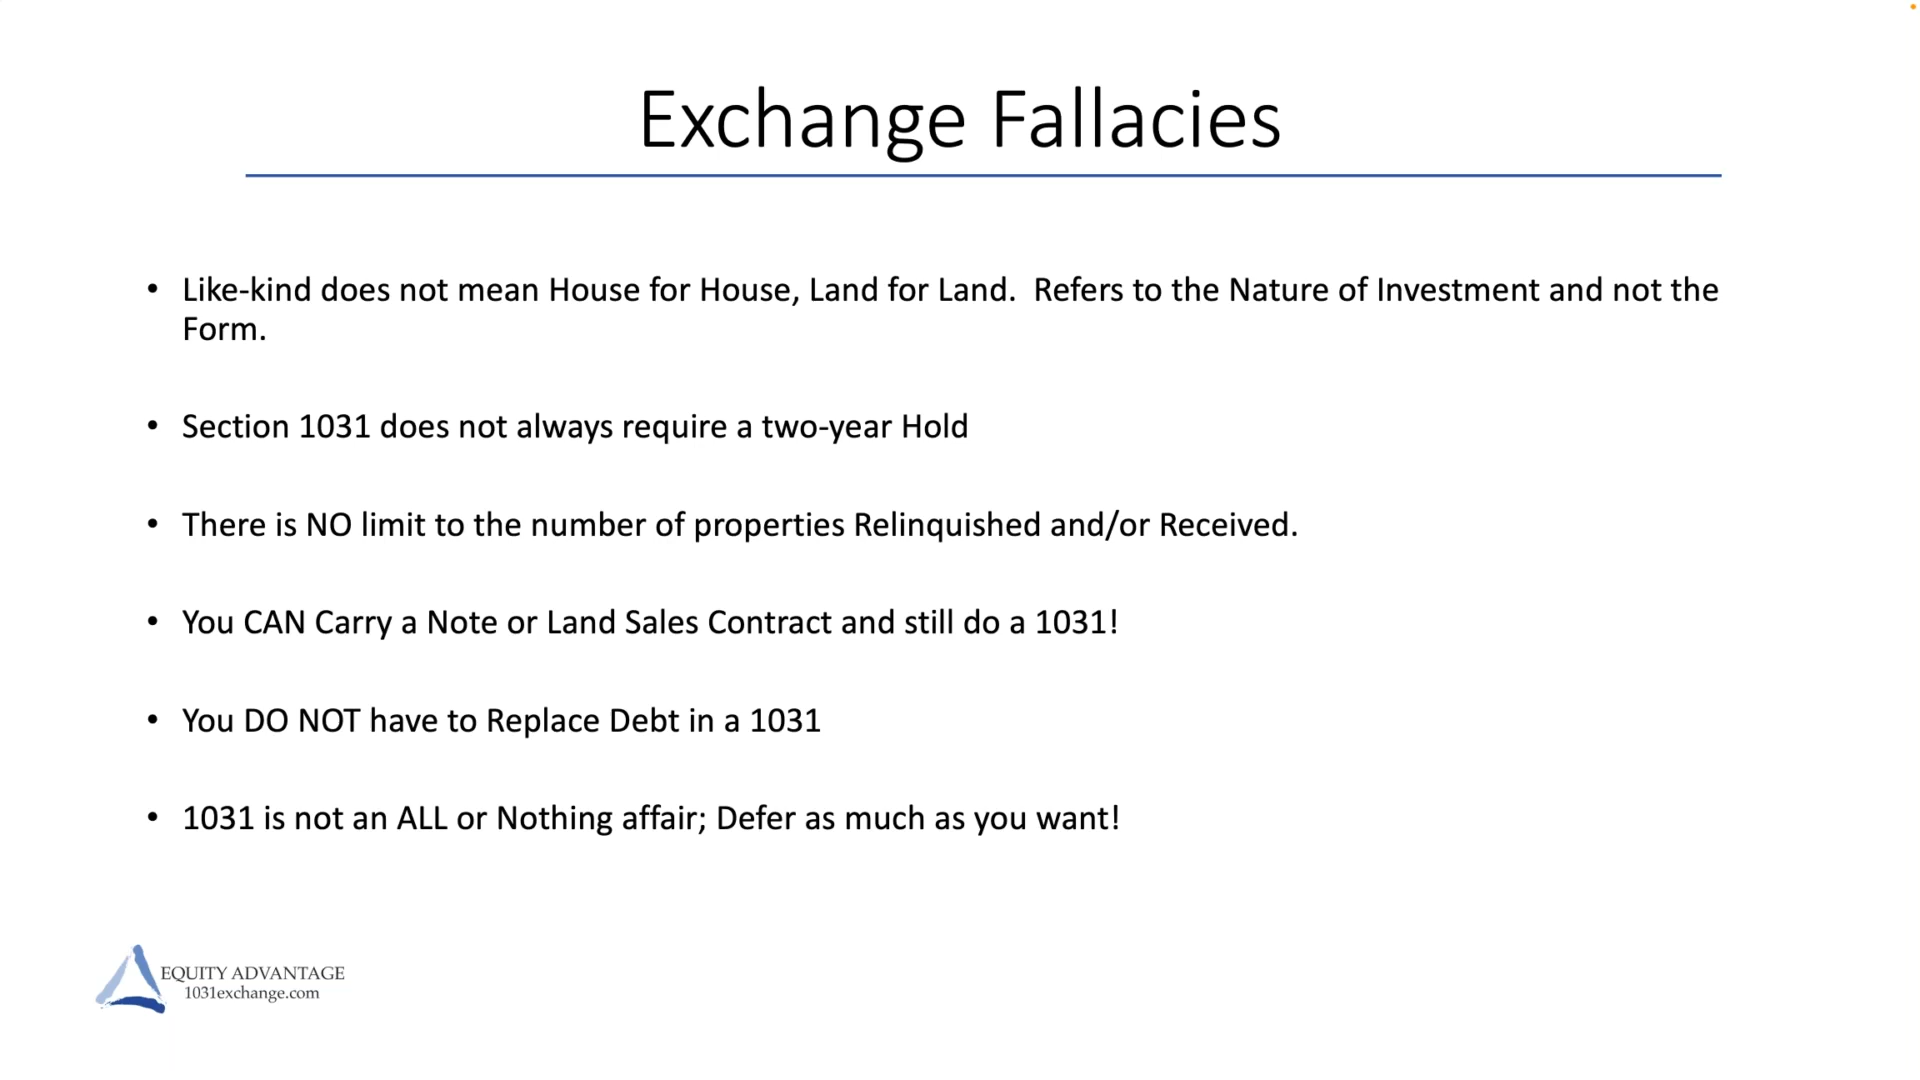 Exchange Fallacies
• Like-kind does not mean House for House, Land for Land.  Refers to the Nature of Investment and not the
Form.
• Section 1031 does not always require a two-year Hold
• There is NO limit to the number of properties Relinquished and/or Received.
• You CAN Carry a Note or Land Sales Contract and still do a 1031!
• You DO NOT have to Replace Debt in a 1031
• 1031 is not an ALL or Nothing affair; Defer as much as you want!
EQUITY ADVANTAGE
1031exchange.com